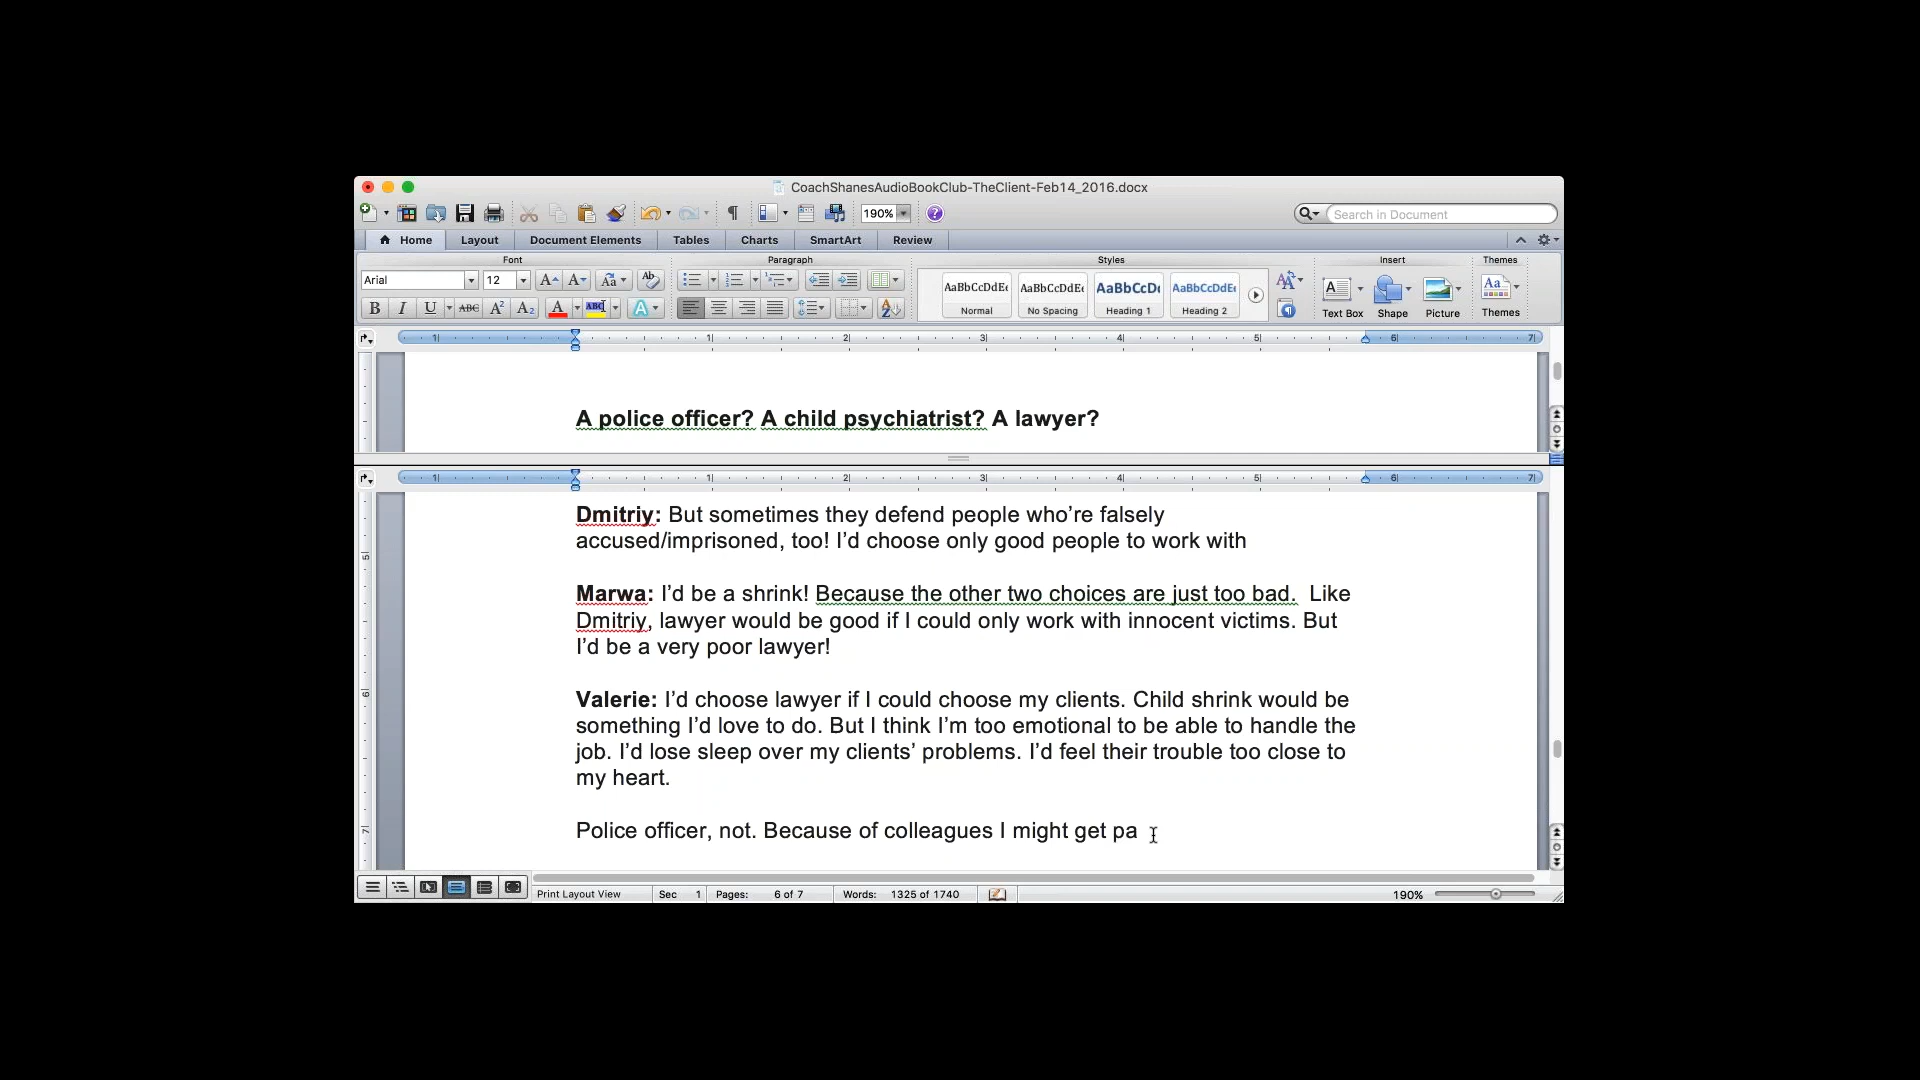 CoachShanesAudioBookClub-TheClient-Feb14_2016.docx
190%
Search in Document
Home Layout Document Elements Tables Charts SmartArt Review
Font Paragraph Styles Insert Themes
Arial 12
AaBbCcDdEe AaBbCcDdEe AaBbCcDı AaBbCcDdEe
Normal No Spacing Heading 1 Heading 2
Text Box Shape Picture Themes
A police officer? A child psychiatrist? A lawyer?
Dmitriy: But sometimes they defend people who’re falsely
accused/imprisoned, too! I’d choose only good people to work with
Marwa: I’d be a shrink! Because the other two choices are just too bad.  Like
Dmitriy, lawyer would be good if I could only work with innocent victims. But
I’d be a very poor lawyer!
Valerie: I’d choose lawyer if I could choose my clients. Child shrink would be
something I’d love to do. But I think I’m too emotional to be able to handle the
job. I’d lose sleep over my clients’ problems. I’d feel their trouble too close to
my heart.
Police officer, not. Because of colleagues I might get pa
Print Layout View Sec 1 Pages: 6 of 7 Words: 1325 of 1740 190%